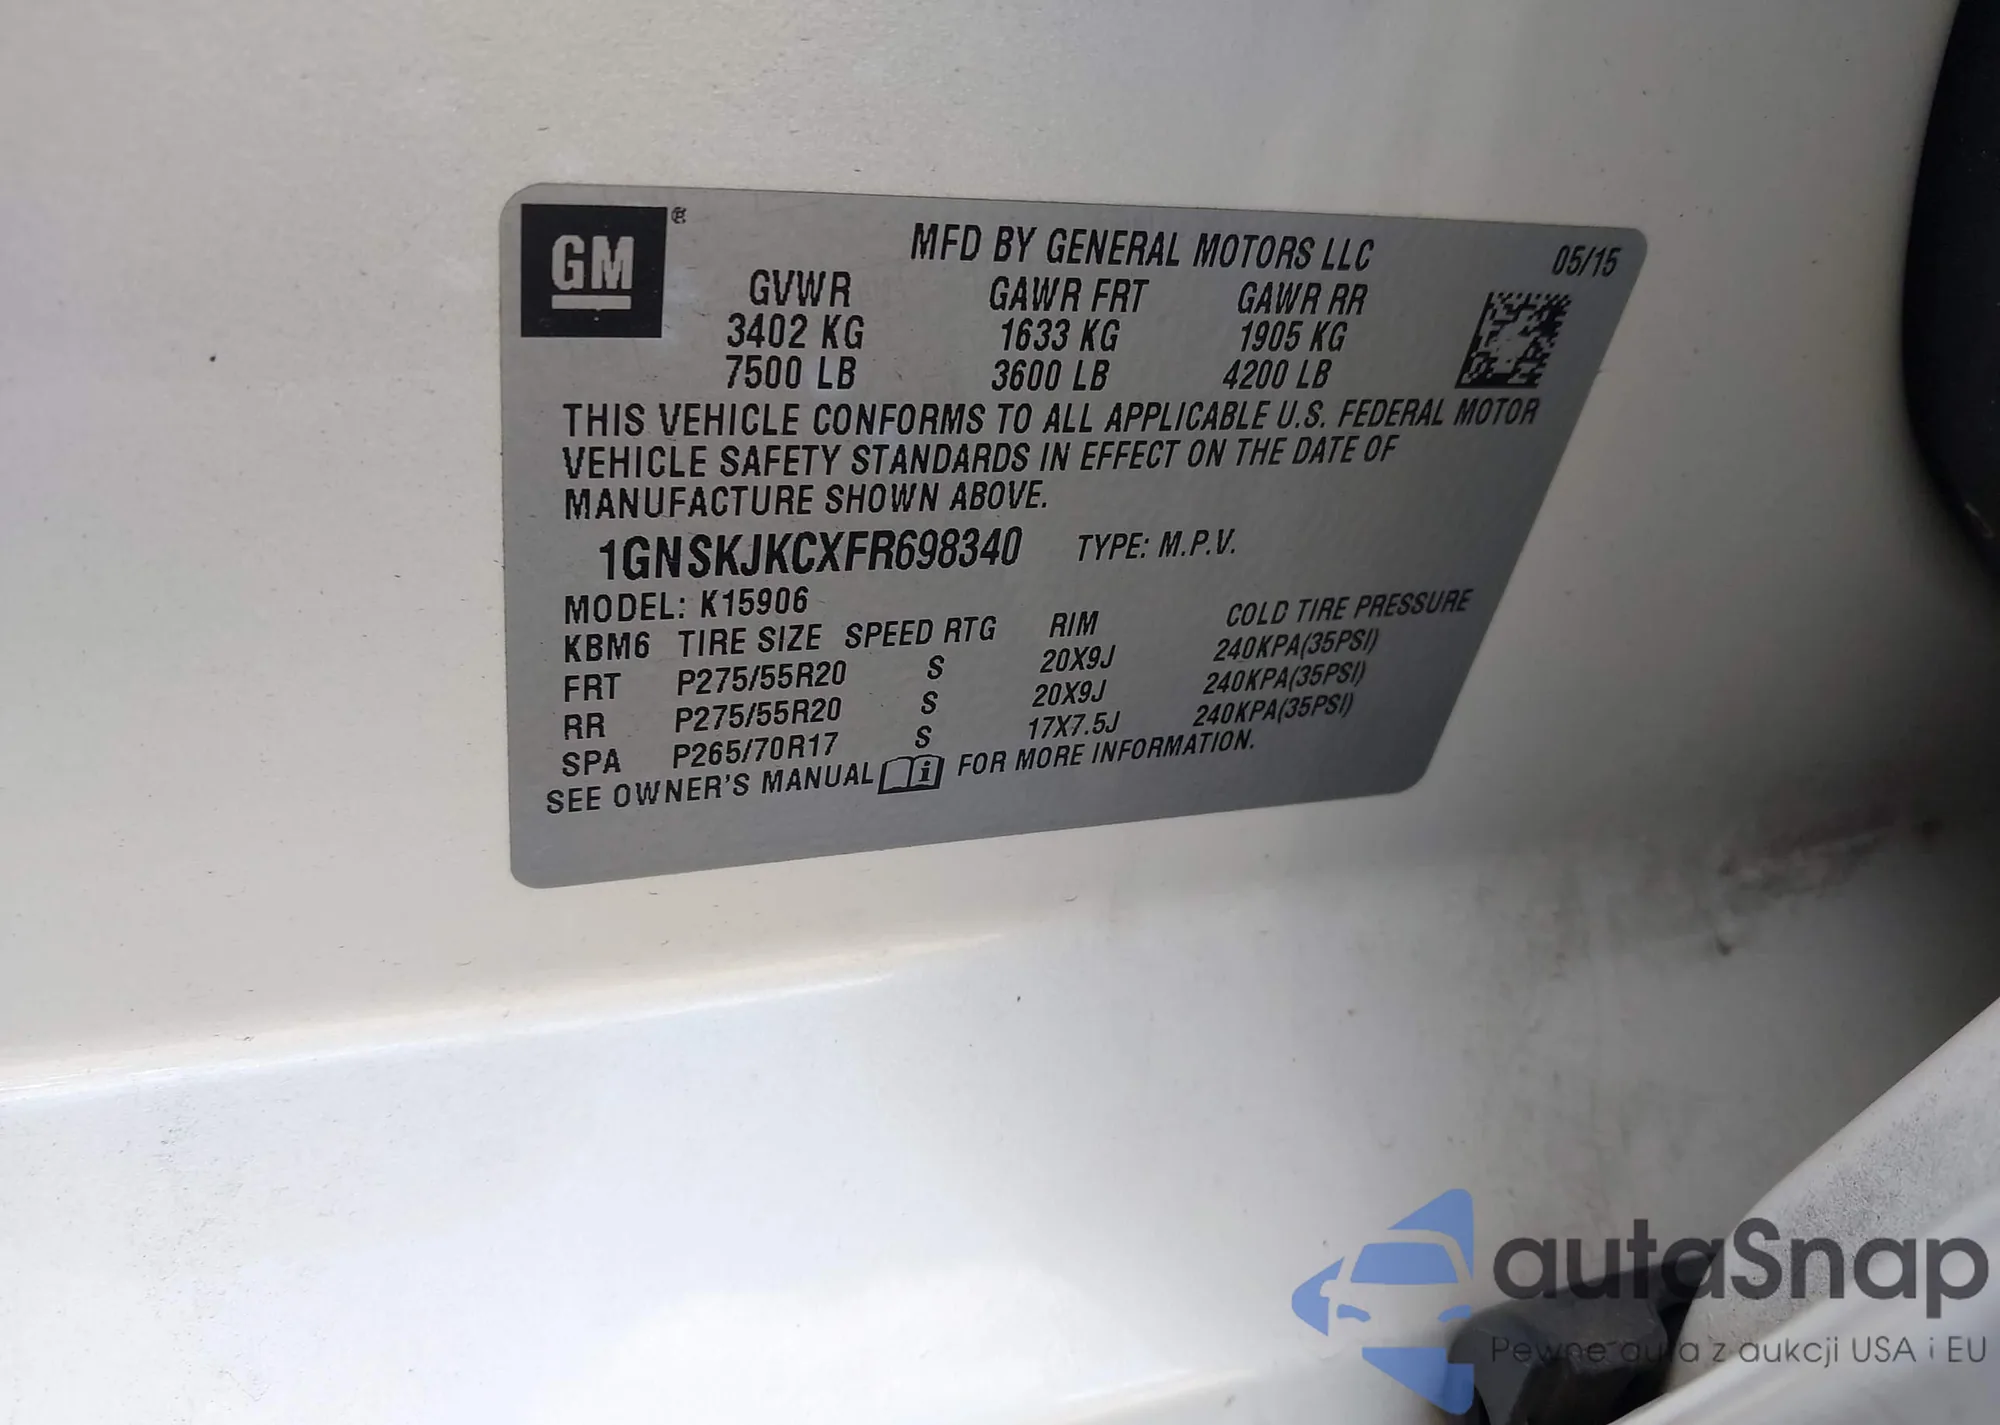 GM ®
MFD BY GENERAL MOTORS LLC 05/15
GVWR GAWR FRT GAWR RR
3402 KG 1633 KG 1905 KG
7500 LB 3600 LB 4200 LB
THIS VEHICLE CONFORMS TO ALL APPLICABLE U.S. FEDERAL MOTOR
VEHICLE SAFETY STANDARDS IN EFFECT ON THE DATE OF
MANUFACTURE SHOWN ABOVE.
1GNSKJKCXFR698340 TYPE: M.P.V.
MODEL: K15906
KBM6 TIRE SIZE SPEED RTG RIM COLD TIRE PRESSURE
FRT P275/55R20 S 20X9J 240KPA(35PSI)
RR P275/55R20 S 20X9J 240KPA(35PSI)
SPA P265/70R17 S 17X7.5J 240KPA(35PSI)
SEE OWNER'S MANUAL i FOR MORE INFORMATION.
autaSnap
Pewne auta z aukcji USA i EU